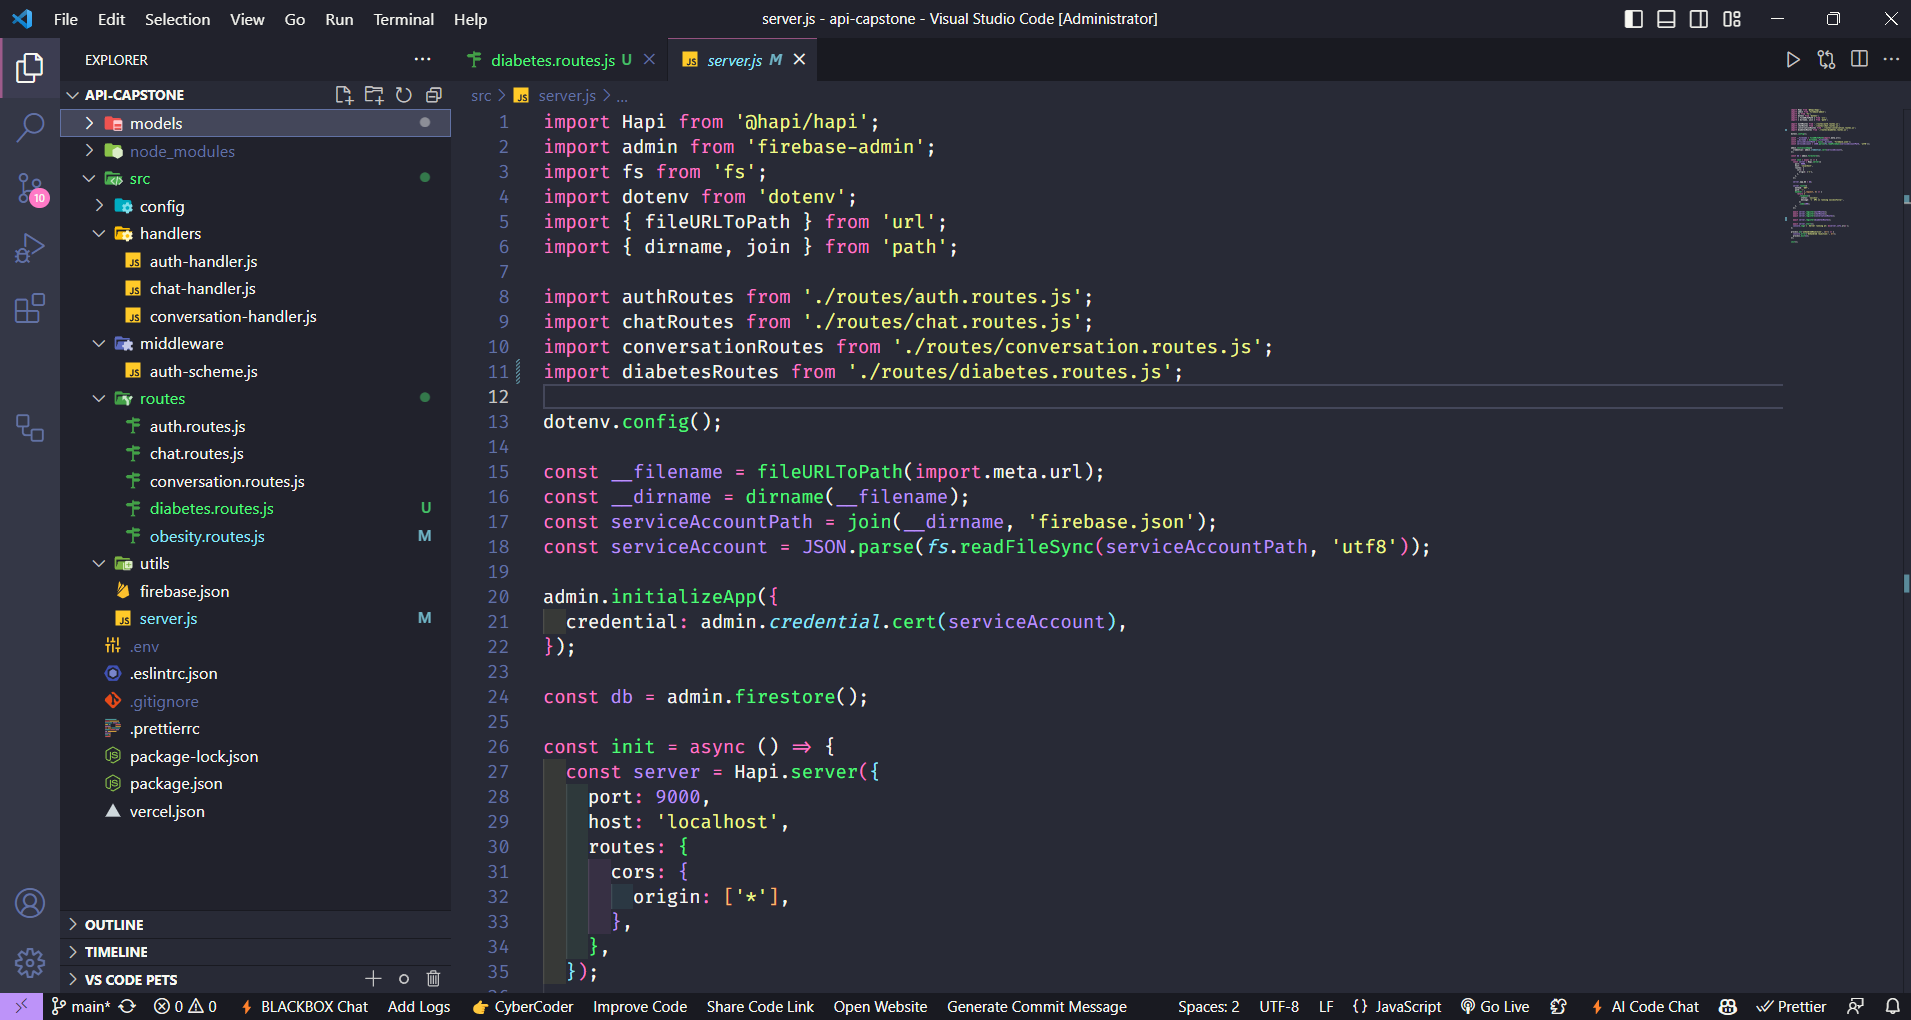 File Edit Selection View Go Run Terminal Help
server.js - api-capstone - Visual Studio Code [Administrator]
EXPLORER
API-CAPSTONE
models
node_modules
src
config
handlers
auth-handler.js
chat-handler.js
conversation-handler.js
middleware
auth-scheme.js
routes
auth.routes.js
chat.routes.js
conversation.routes.js
diabetes.routes.js U
obesity.routes.js M
utils
firebase.json
server.js M
.env
.eslintrc.json
.gitignore
.prettierrc
package-lock.json
package.json
vercel.json
OUTLINE
TIMELINE
VS CODE PETS
10
diabetes.routes.js U
JS server.js M
src > JS server.js > ...
1 import Hapi from '@hapi/hapi';
2 import admin from 'firebase-admin';
3 import fs from 'fs';
4 import dotenv from 'dotenv';
5 import { fileURLToPath } from 'url';
6 import { dirname, join } from 'path';
7
8 import authRoutes from './routes/auth.routes.js';
9 import chatRoutes from './routes/chat.routes.js';
10 import conversationRoutes from './routes/conversation.routes.js';
11 import diabetesRoutes from './routes/diabetes.routes.js';
12
13 dotenv.config();
14
15 const __filename = fileURLToPath(import.meta.url);
16 const __dirname = dirname(__filename);
17 const serviceAccountPath = join(__dirname, 'firebase.json');
18 const serviceAccount = JSON.parse(fs.readFileSync(serviceAccountPath, 'utf8'));
19
20 admin.initializeApp({
21 credential: admin.credential.cert(serviceAccount),
22 });
23
24 const db = admin.firestore();
25
26 const init = async () => {
27 const server = Hapi.server({
28 port: 9000,
29 host: 'localhost',
30 routes: {
31 cors: {
32 origin: ['*'],
33 },
34 },
35 });
main* 0 0 BLACKBOX Chat Add Logs CyberCoder Improve Code Share Code Link Open Website Generate Commit Message Spaces: 2 UTF-8 LF {} JavaScript Go Live AI Code Chat Prettier